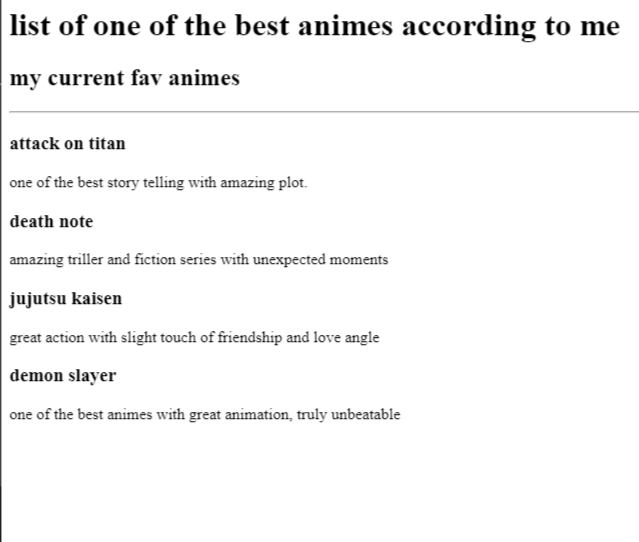 list of one of the best animes according to me
my current fav animes
attack on titan
one of the best story telling with amazing plot.
death note
amazing triller and fiction series with unexpected moments
jujutsu kaisen
great action with slight touch of friendship and love angle
demon slayer
one of the best animes with great animation, truly unbeatable